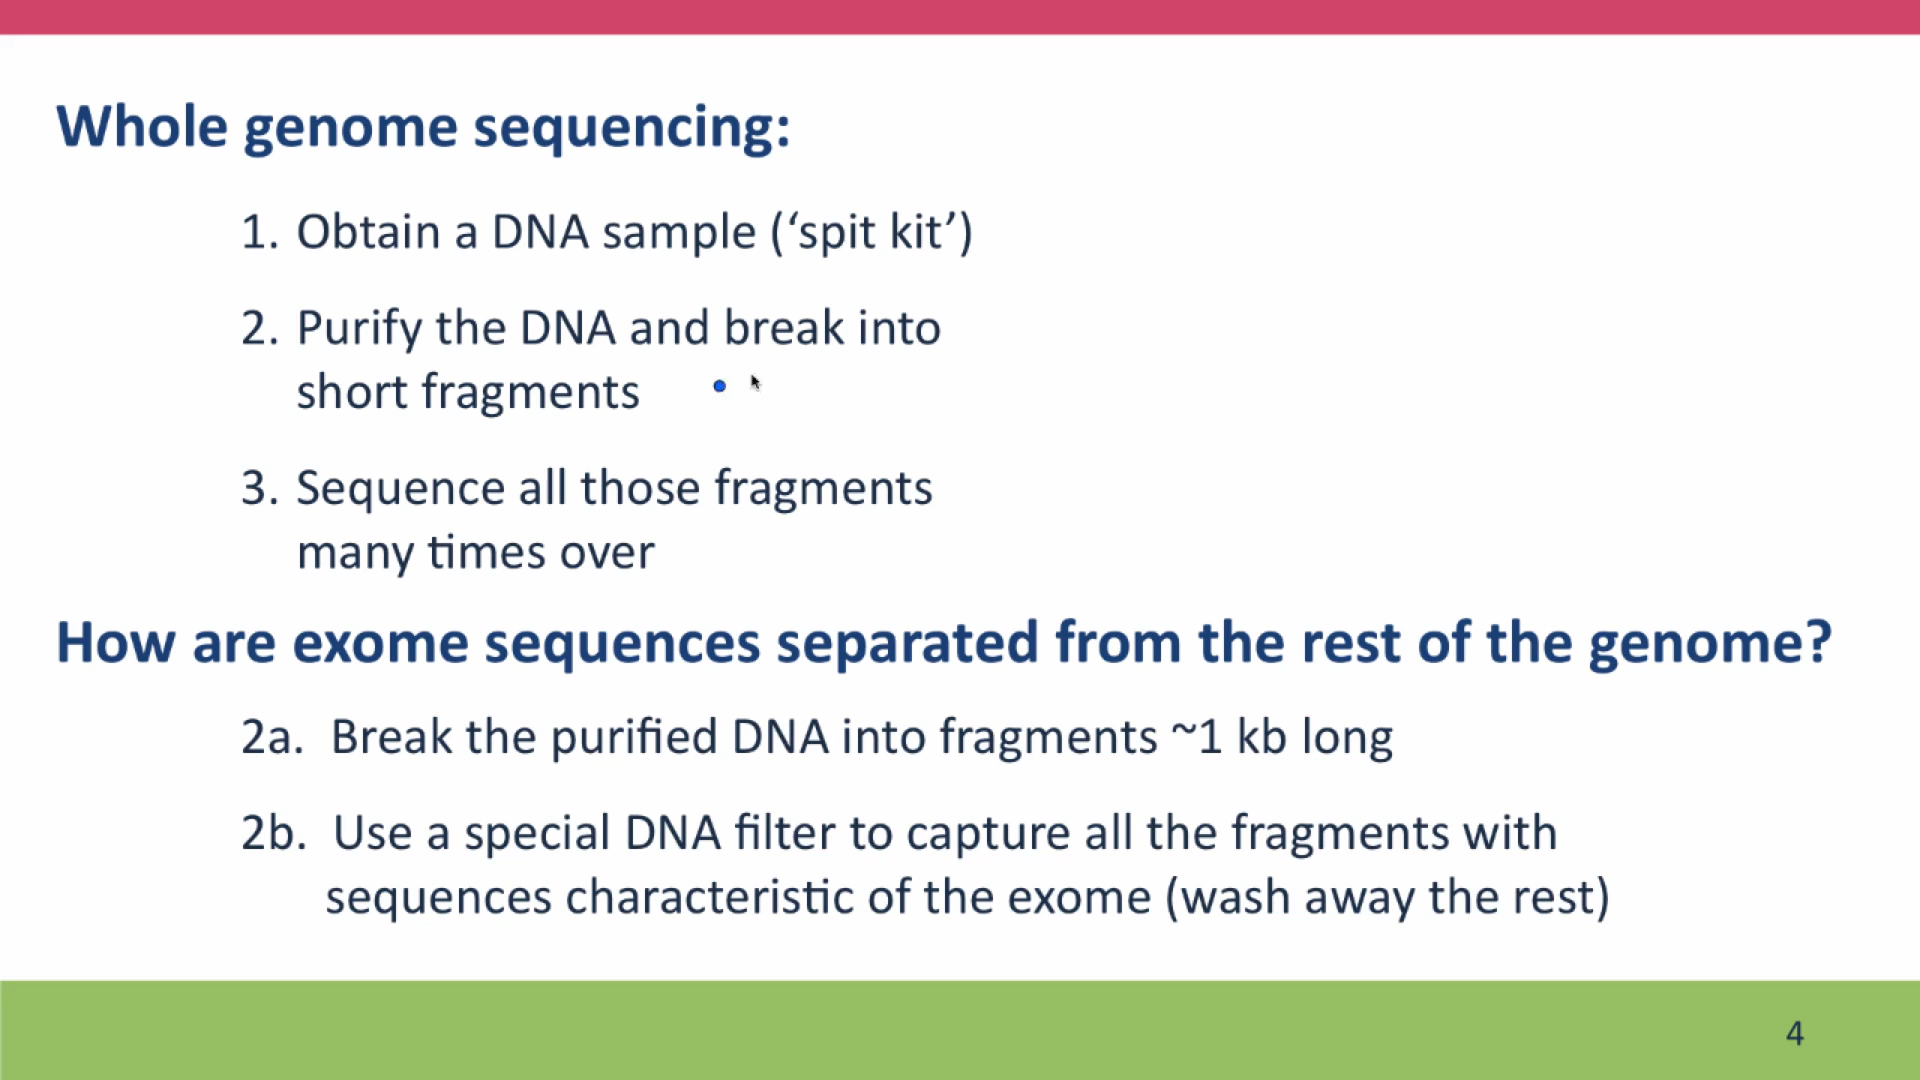 Whole genome sequencing:
1. Obtain a DNA sample (‘spit kit’)
2. Purify the DNA and break into
short fragments
3. Sequence all those fragments
many times over
How are exome sequences separated from the rest of the genome?
2a. Break the purified DNA into fragments ~1 kb long
2b. Use a special DNA filter to capture all the fragments with
sequences characteristic of the exome (wash away the rest)
4